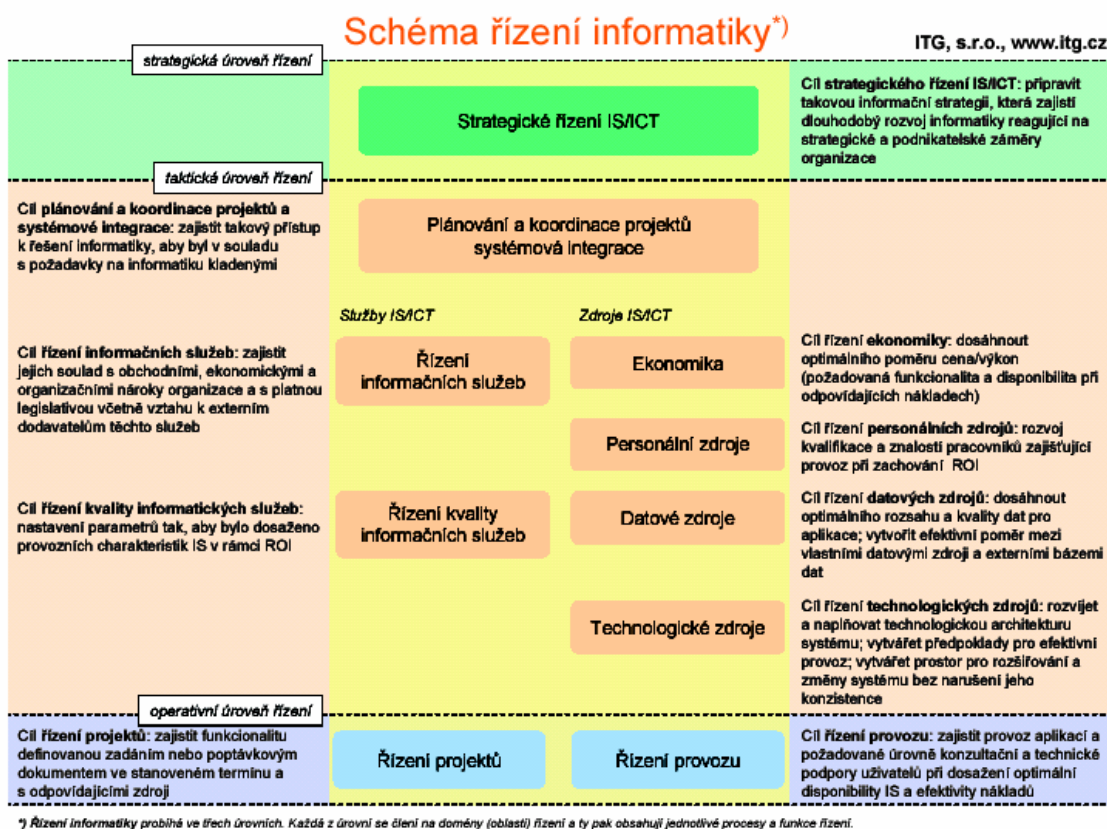 Schéma řízení informatiky*)
ITG, s.r.o., www.itg.cz
strategická úroveň řízení
Strategické řízení IS/ICT
Cíl strategického řízení IS/ICT: připravit
takovou informační strategii, která zajistí
dlouhodobý rozvoj informatiky reagující na
strategické a podnikatelské záměry
organizace
taktická úroveň řízení
Cíl plánování a koordinace projektů a
systémové integrace: zajistit takový přístup
k řešení informatiky, aby byl v souladu
s požadavky na informatiku kladenými
Plánování a koordinace projektů
systémová integrace
Služby IS/ICT
Zdroje IS/ICT
Cíl řízení informačních služeb: zajistit
jejich soulad s obchodními, ekonomickými a
organizačními nároky organizace a s platnou
legislativou včetně vztahu k externím
dodavatelům těchto služeb
Řízení
informačních služeb
Ekonomika
Cíl řízení ekonomiky: dosáhnout
optimálního poměru cena/výkon
(požadovaná funkcionalita a disponibilita při
odpovídajících nákladech)
Personální zdroje
Cíl řízení personálních zdrojů: rozvoj
kvalifikace a znalostí pracovníků zajišťující
provoz při zachování ROI
Cíl řízení kvality informatických služeb:
nastavení parametrů tak, aby bylo dosaženo
provozních charakteristik IS v rámci ROI
Řízení kvality
informačních služeb
Datové zdroje
Cíl řízení datových zdrojů: dosáhnout
optimálního rozsahu a kvality dat pro
aplikace; vytvořit efektivní poměr mezi
vlastními datovými zdroji a externími bázemi
dat
Technologické zdroje
Cíl řízení technologických zdrojů: rozvíjet
a naplňovat technologickou architekturu
systému; vytvářet předpoklady pro efektivní
provoz; vytvářet prostor pro rozšiřování a
změny systému bez narušení jeho
konzistence
operativní úroveň řízení
Cíl řízení projektů: zajistit funkcionalitu
definovanou zadáním nebo poptávkovým
dokumentem ve stanoveném termínu a
s odpovídajícími zdroji
Řízení projektů
Řízení provozu
Cíl řízení provozu: zajistit provoz aplikací a
požadované úrovně konzultační a technické
podpory uživatelů při dosažení optimální
disponibility IS a efektivity nákladů
*) Řízení informatiky probíhá ve třech úrovních. Každá z úrovní se člení na domény (oblasti) řízení a ty pak obsahují jednotlivé procesy a funkce řízení.